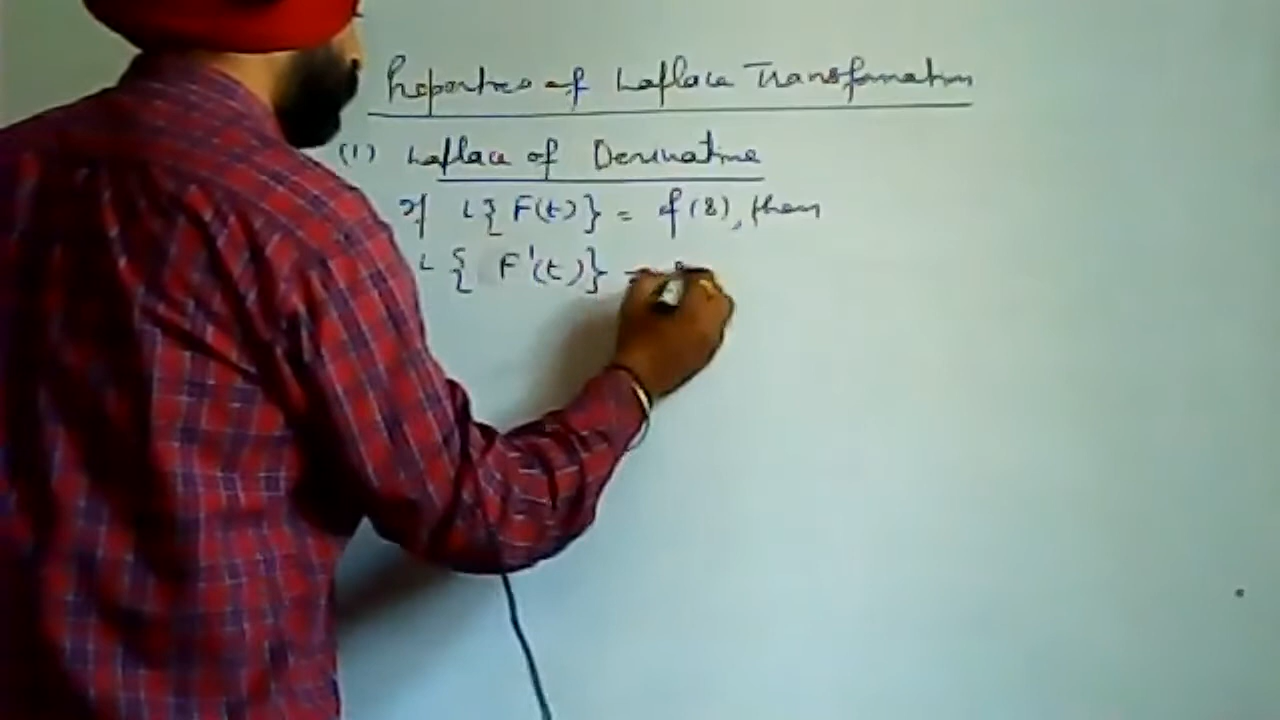 Properties of Laplace Transformation
(1) Laplace of Derivative
If L{F(t)} = f(s), then
L{F'(t)} =